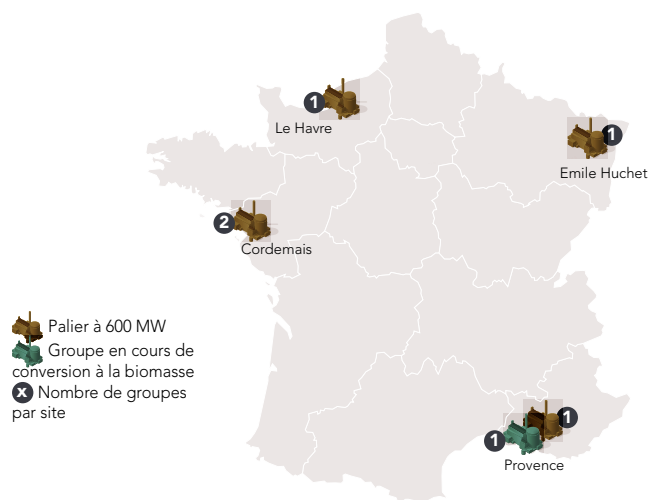 1
Le Havre
1
Emile Huchet
2
Cordemais
Palier à 600 MW
Groupe en cours de
conversion à la biomasse
x Nombre de groupes
par site
1
1
Provence